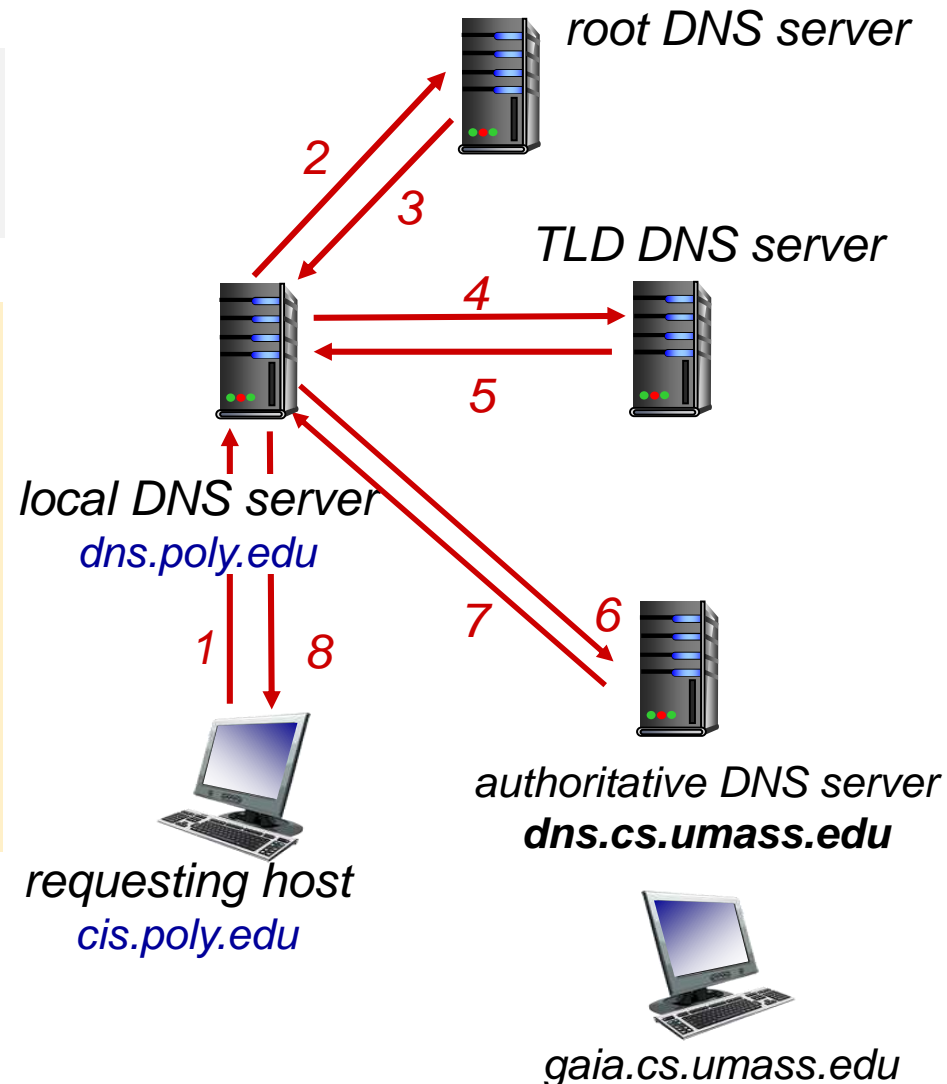 root DNS server
2
3
TLD DNS server
4
5
local DNS server
dns.poly.edu
1
8
7
6
authoritative DNS server
dns.cs.umass.edu
requesting host
cis.poly.edu
gaia.cs.umass.edu